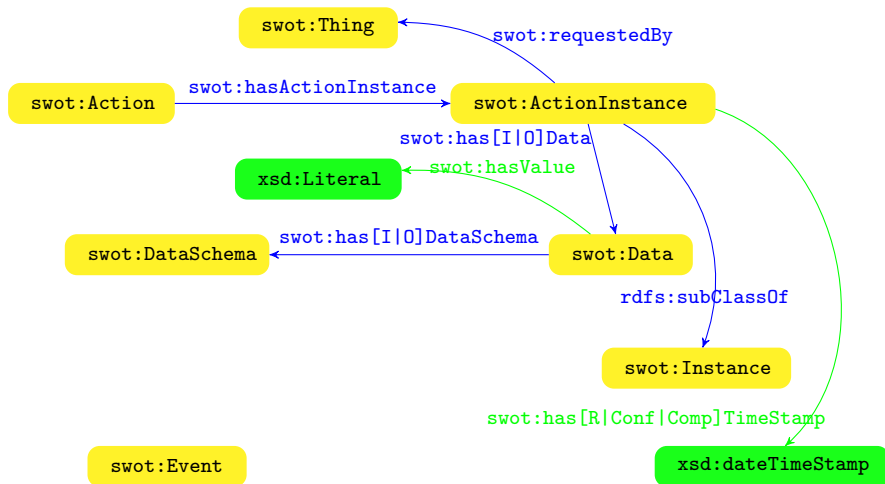 swot:Thing
swot:requestedBy
swot:hasActionInstance
swot:Action
swot:ActionInstance
swot:has[I|O]Data
swot:hasValue
xsd:Literal
swot:has[I|O]DataSchema
swot:DataSchema
swot:Data
rdfs:subClassOf
swot:Instance
swot:has[R|Conf|Comp]TimeStamp
swot:Event
xsd:dateTimeStamp